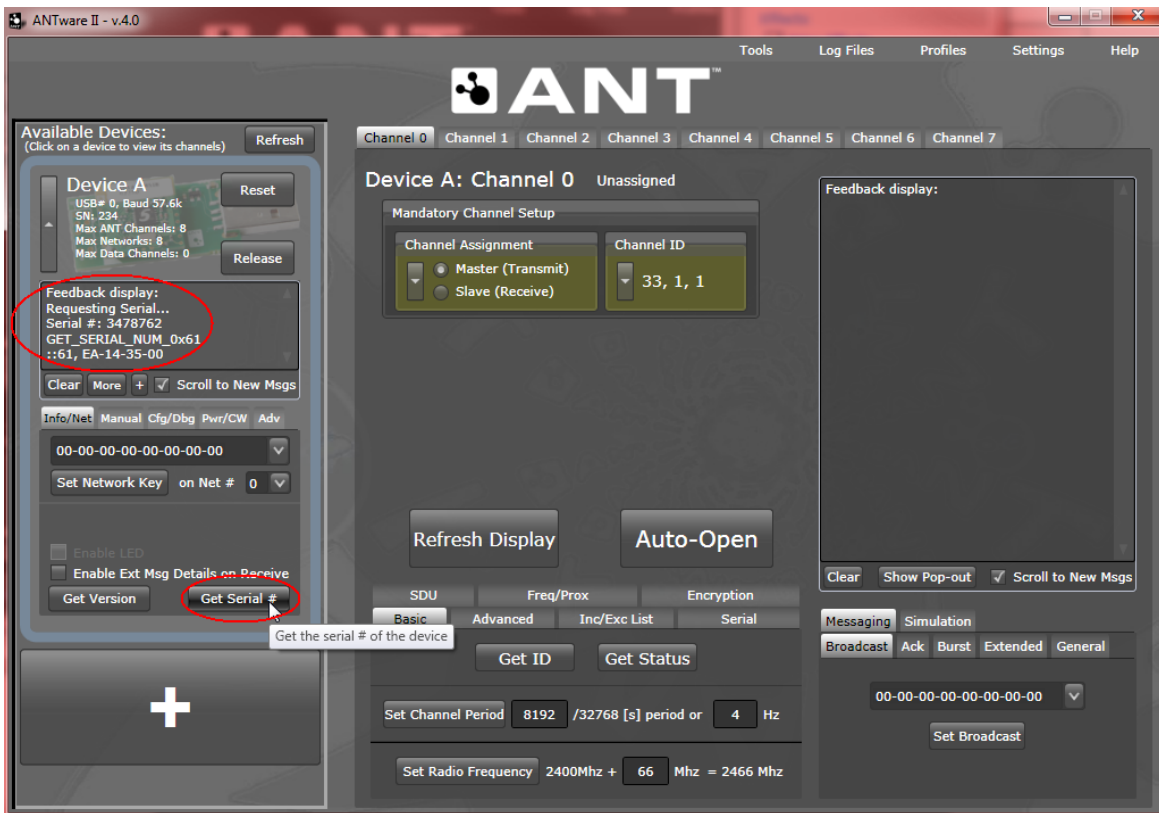 ANTware II - v.4.0
Tools Log Files Profiles Settings Help
ANT™
Available Devices:
(Click on a device to view its channels)
Refresh
Device A
USB# 0, Baud 57.6k
SN: 234
Max ANT Channels: 8
Max Networks: 8
Max Data Channels: 0
Reset
Release
Feedback display:
Requesting Serial...
Serial #: 3478762
GET_SERIAL_NUM_0x61
::61, EA-14-35-00
Clear More + Scroll to New Msgs
Info/Net Manual Cfg/Dbg Pwr/CW Adv
00-00-00-00-00-00-00-00
Set Network Key on Net # 0
Enable LED
Enable Ext Msg Details on Receive
Get Version Get Serial #
Get the serial # of the device
+
Channel 0 Channel 1 Channel 2 Channel 3 Channel 4 Channel 5 Channel 6 Channel 7
Device A: Channel 0 Unassigned
Mandatory Channel Setup
Channel Assignment
Master (Transmit)
Slave (Receive)
Channel ID
33, 1, 1
Refresh Display Auto-Open
SDU Freq/Prox Encryption
Basic Advanced Inc/Exc List Serial
Get ID Get Status
Set Channel Period 8192 /32768 [s] period or 4 Hz
Set Radio Frequency 2400Mhz + 66 Mhz = 2466 Mhz
Feedback display:
Clear Show Pop-out Scroll to New Msgs
Messaging Simulation
Broadcast Ack Burst Extended General
00-00-00-00-00-00-00-00
Set Broadcast